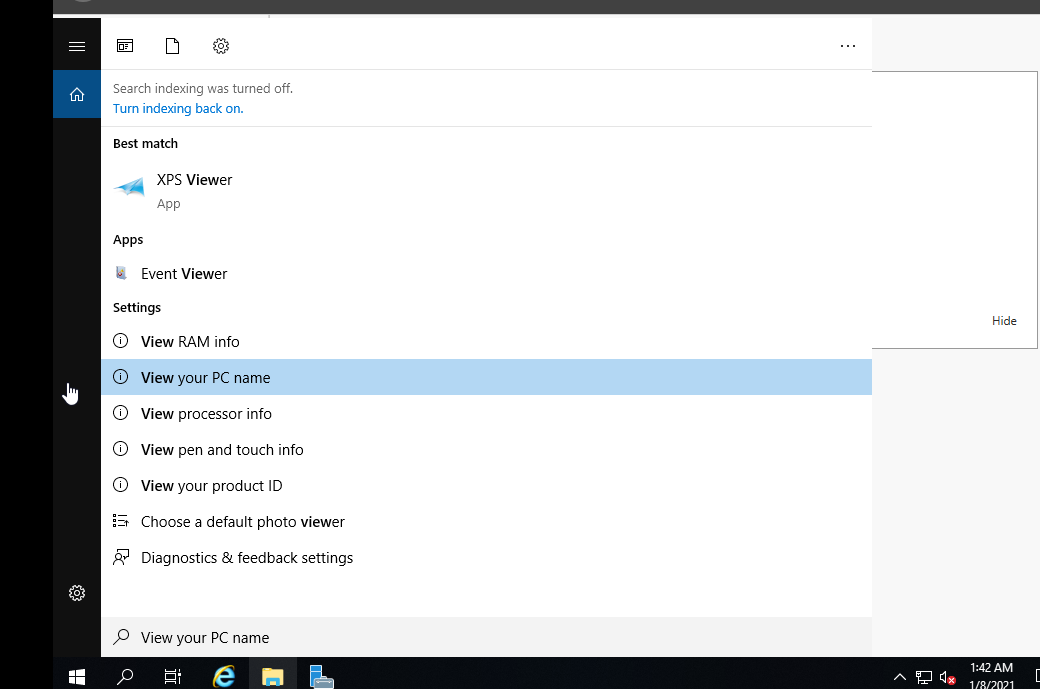 Search indexing was turned off.
Turn indexing back on.
Best match
XPS Viewer
App
Apps
Event Viewer
Settings
View RAM info
View your PC name
View processor info
View pen and touch info
View your product ID
Choose a default photo viewer
Diagnostics & feedback settings
Hide
View your PC name
1:42 AM
1/8/2021